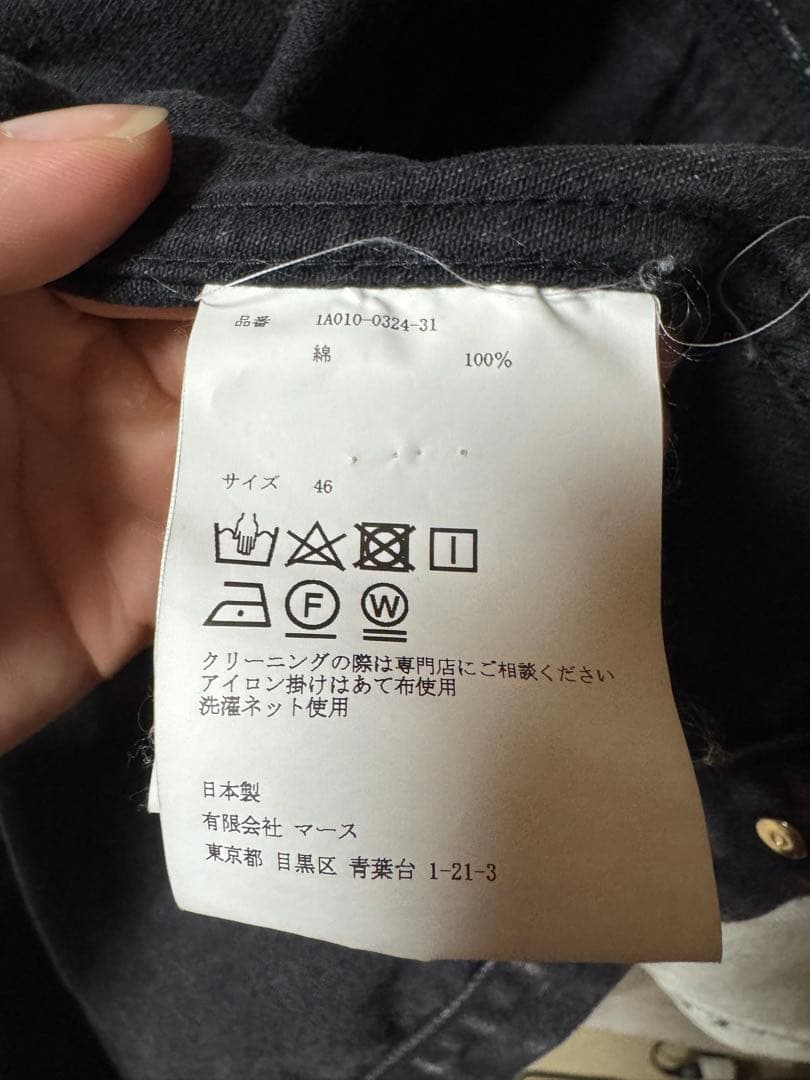 品番 1A010-0324-31
綿 100%
サイズ 46
F W
クリーニングの際は専門店にご相談ください
アイロン掛けはあて布使用
洗濯ネット使用
日本製
有限会社 マース
東京都 目黒区 青葉台 1-21-3